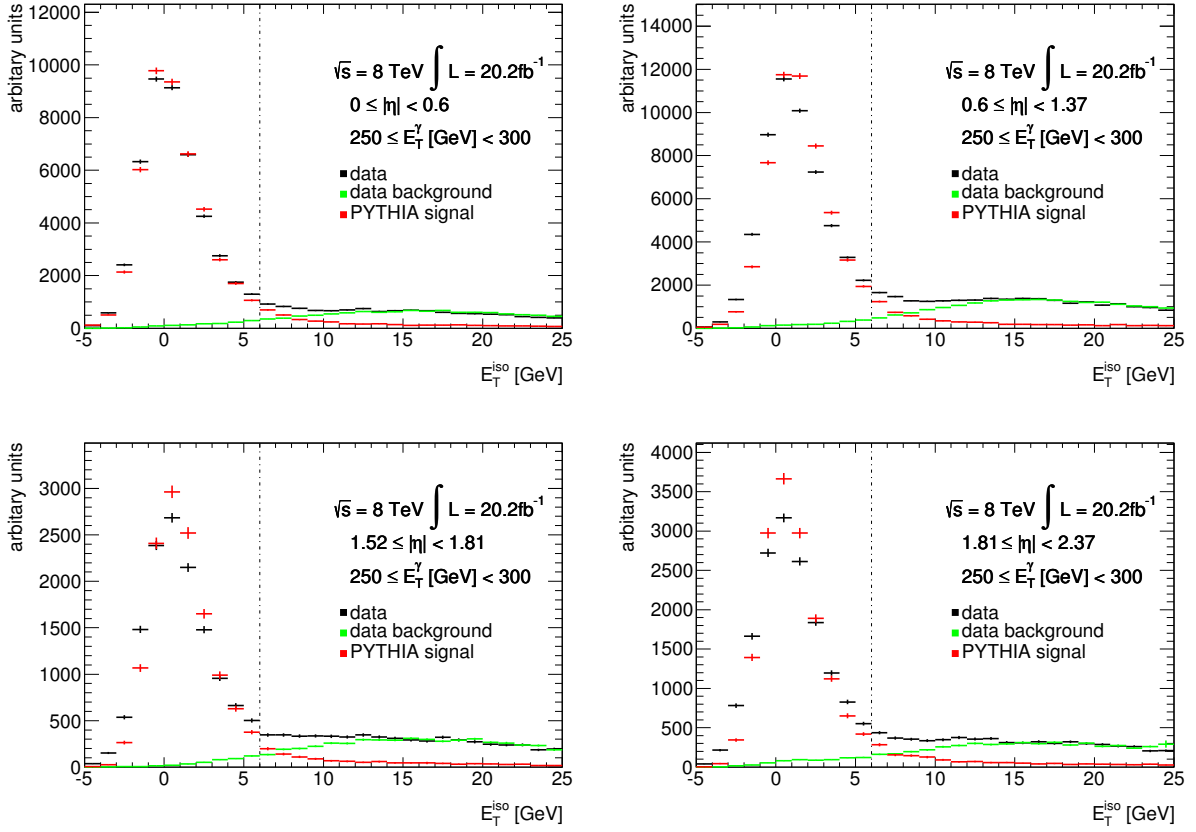 arbitary units
12000
10000
8000
6000
4000
2000
0
√s = 8 TeV ∫ L = 20.2fb⁻¹
0 ≤ |η| < 0.6
250 ≤ E_T^γ [GeV] < 300
data
data background
PYTHIA signal
-5 0 5 10 15 20 25
E_T^iso [GeV]
arbitary units
14000
12000
10000
8000
6000
4000
2000
0
√s = 8 TeV ∫ L = 20.2fb⁻¹
0.6 ≤ |η| < 1.37
250 ≤ E_T^γ [GeV] < 300
data
data background
PYTHIA signal
-5 0 5 10 15 20 25
E_T^iso [GeV]
arbitary units
3000
2500
2000
1500
1000
500
0
√s = 8 TeV ∫ L = 20.2fb⁻¹
1.52 ≤ |η| < 1.81
250 ≤ E_T^γ [GeV] < 300
data
data background
PYTHIA signal
-5 0 5 10 15 20 25
E_T^iso [GeV]
arbitary units
4000
3500
3000
2500
2000
1500
1000
500
0
√s = 8 TeV ∫ L = 20.2fb⁻¹
1.81 ≤ |η| < 2.37
250 ≤ E_T^γ [GeV] < 300
data
data background
PYTHIA signal
-5 0 5 10 15 20 25
E_T^iso [GeV]